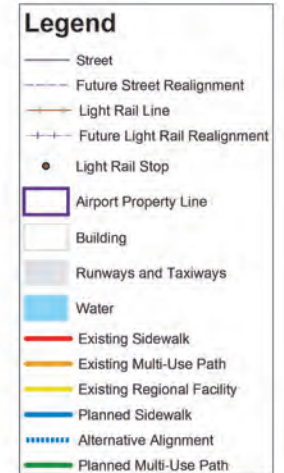 Legend
Street
Future Street Realignment
Light Rail Line
Future Light Rail Realignment
Light Rail Stop
Airport Property Line
Building
Runways and Taxiways
Water
Existing Sidewalk
Existing Multi-Use Path
Existing Regional Facility
Planned Sidewalk
Alternative Alignment
Planned Multi-Use Path